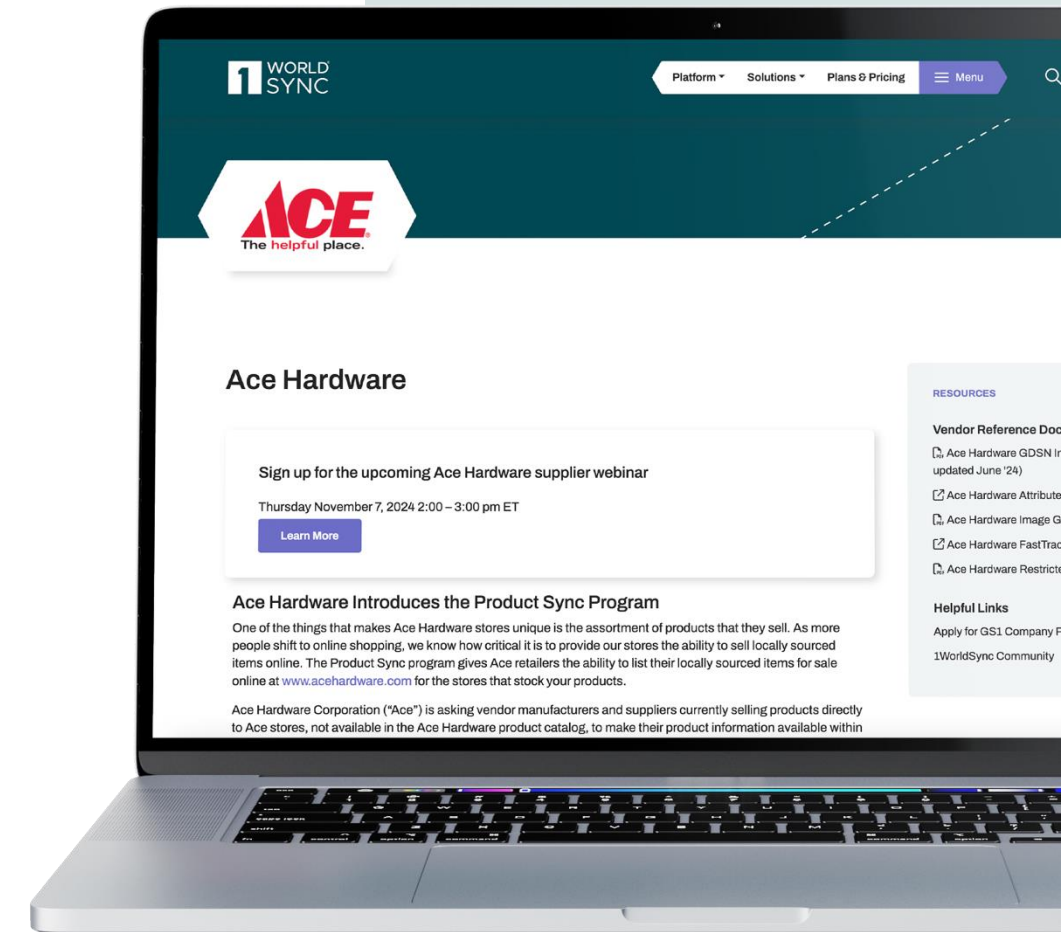 1 WORLD
SYNC
Platform
Solutions
Plans & Pricing
Menu
ACE
The helpful place.
Ace Hardware
Sign up for the upcoming Ace Hardware supplier webinar
Thursday November 7, 2024 2:00 – 3:00 pm ET
Learn More
Ace Hardware Introduces the Product Sync Program
One of the things that makes Ace Hardware stores unique is the assortment of products that they sell. As more
people shift to online shopping, we know how critical it is to provide our stores the ability to sell locally sourced
items online. The Product Sync program gives Ace retailers the ability to list their locally sourced items for sale
online at www.acehardware.com for the stores that stock your products.
Ace Hardware Corporation (“Ace”) is asking vendor manufacturers and suppliers currently selling products directly
to Ace stores, not available in the Ace Hardware product catalog, to make their product information available within
RESOURCES
Vendor Reference Doc
Ace Hardware GDSN In
updated June '24)
Ace Hardware Attribute
Ace Hardware Image G
Ace Hardware FastTrac
Ace Hardware Restricte
Helpful Links
Apply for GS1 Company P
1WorldSync Community